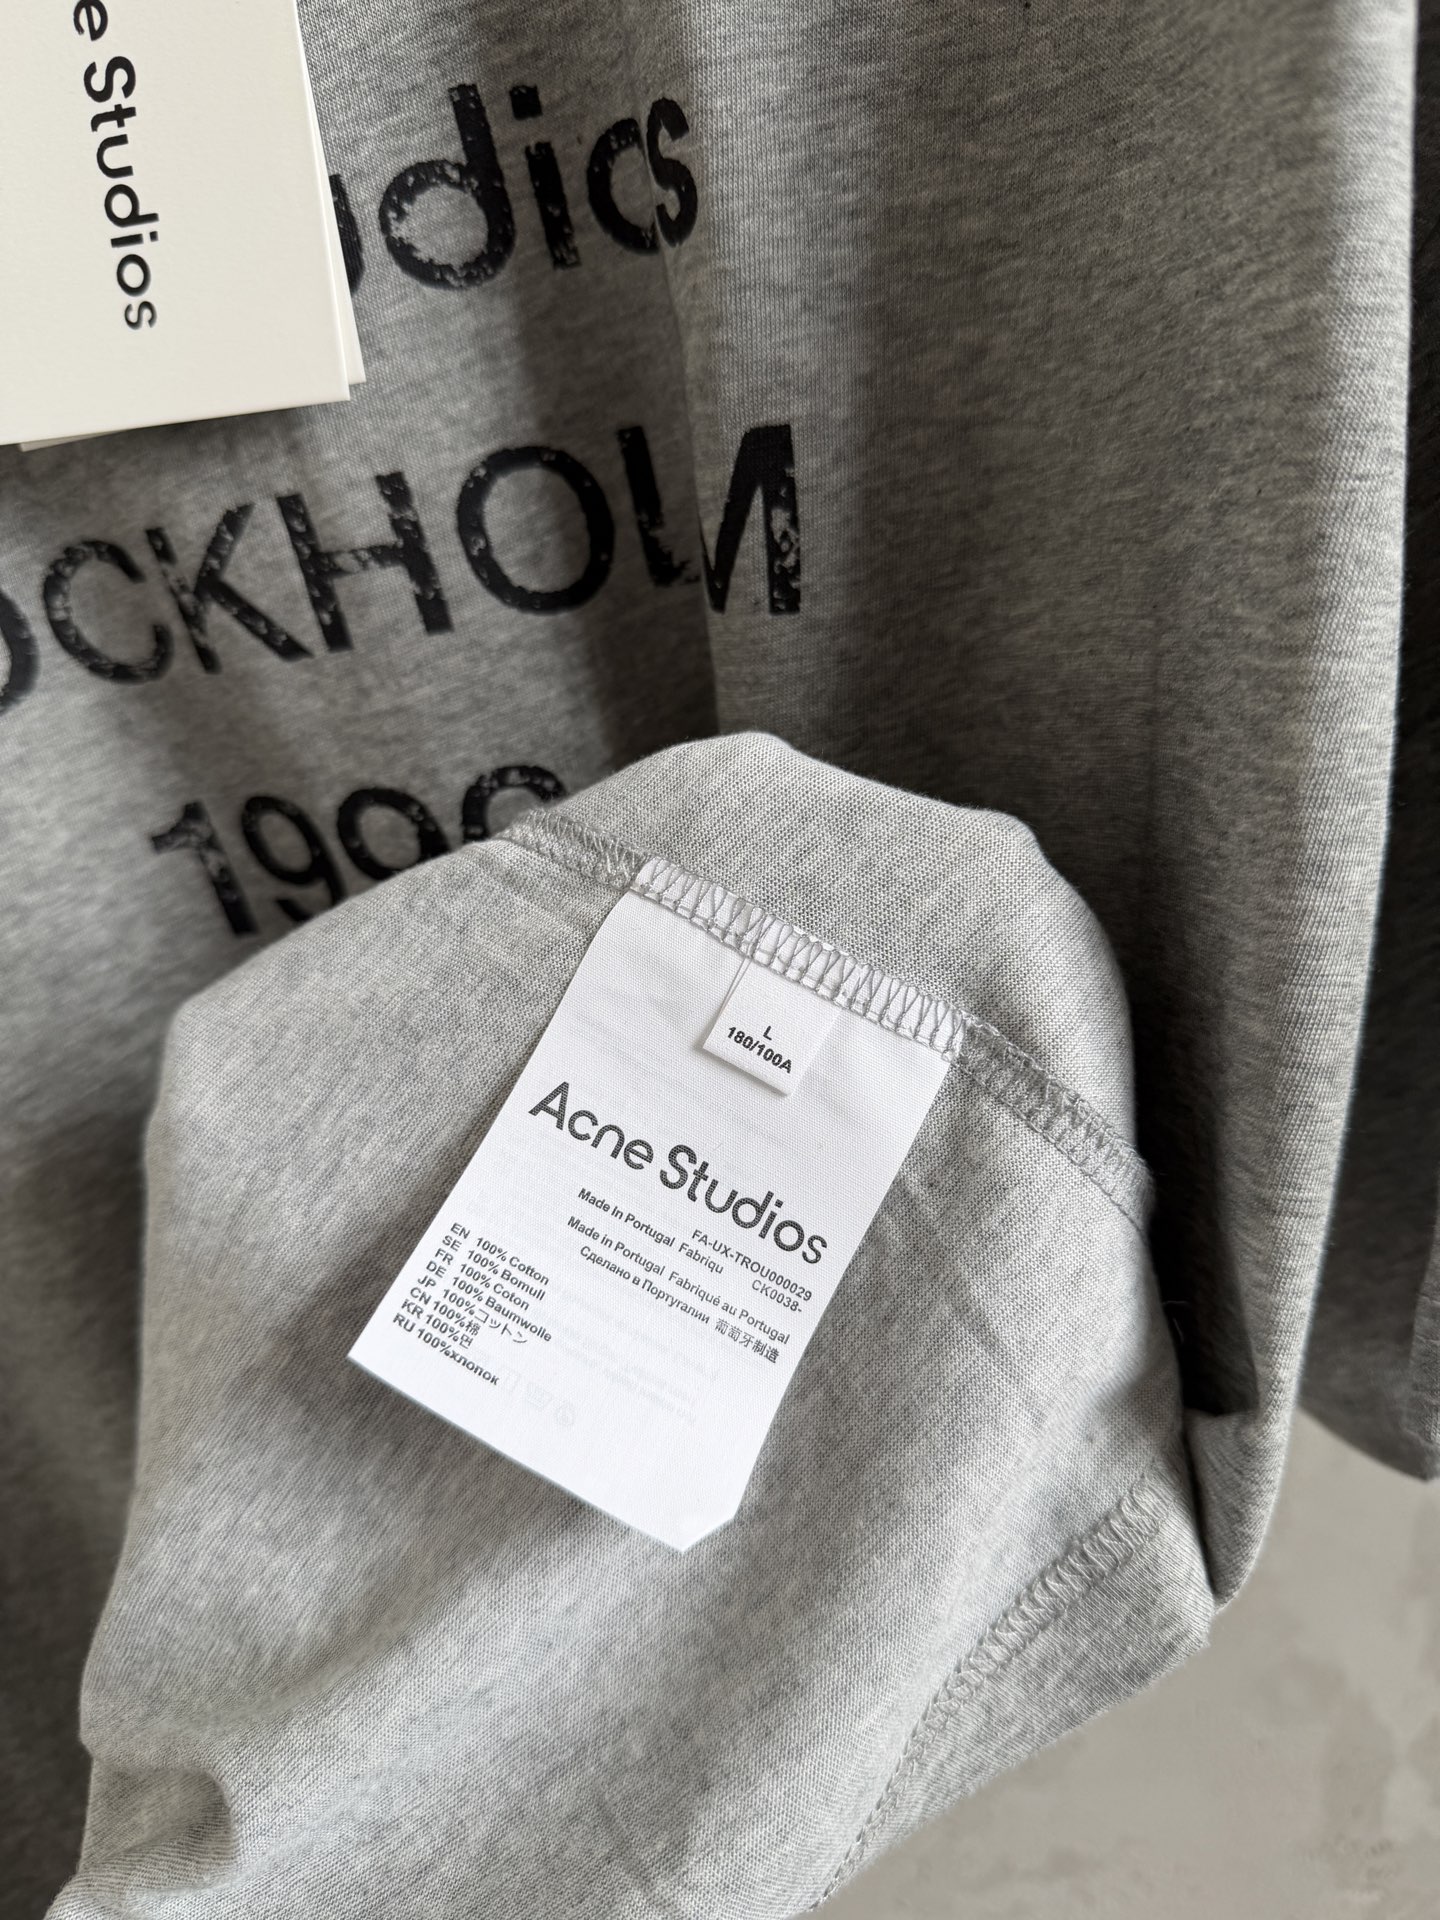 e Studios
udios
OCKHOLM
199
L
180/100A
Acne Studios
FA-UX-TROU000029
Made in Portugal Fabriqu CK0038-
Made in Portugal Fabriqué au Portugal
Сделано в Португалии 葡萄牙制造
EN 100% Cotton
SE 100% Bomull
FR 100% Coton
DE 100% Baumwolle
JP 100%コットン
CN 100%棉
KR 100%면
RU 100%хлопок